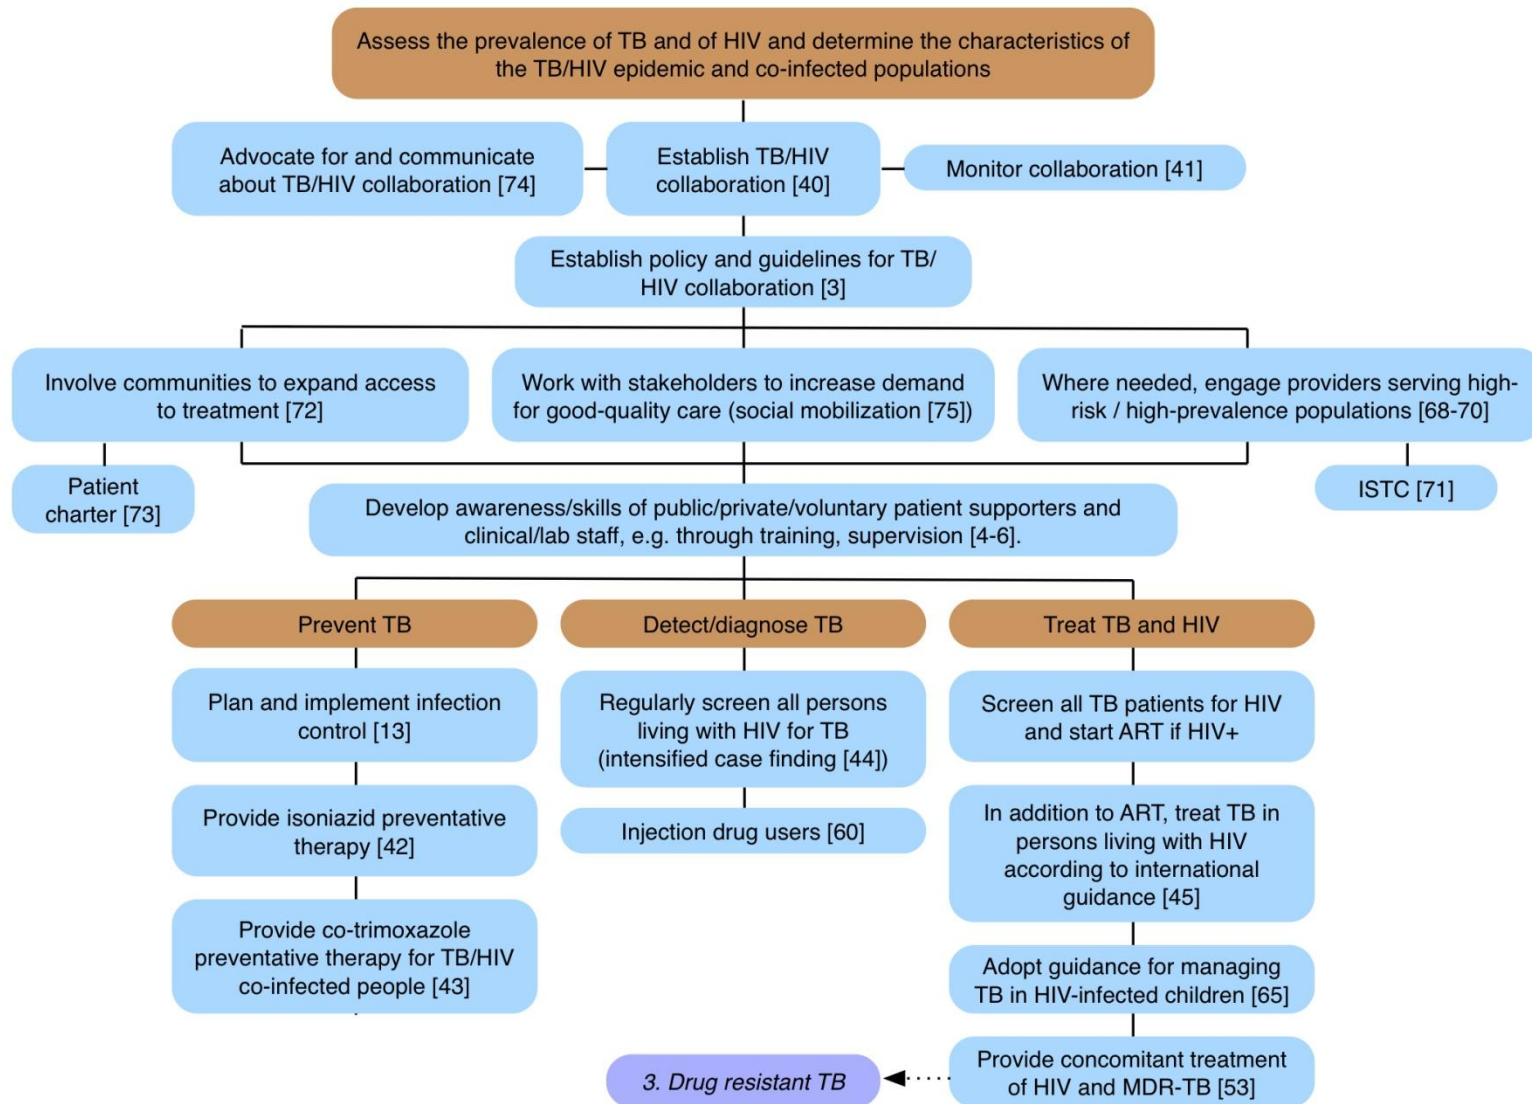 Assess the prevalence of TB and of HIV and determine the characteristics of
the TB/HIV epidemic and co-infected populations
Advocate for and communicate
about TB/HIV collaboration [74]
Establish TB/HIV
collaboration [40]
Monitor collaboration [41]
Establish policy and guidelines for TB/
HIV collaboration [3]
Involve communities to expand access
to treatment [72]
Work with stakeholders to increase demand
for good-quality care (social mobilization [75])
Where needed, engage providers serving high-
risk / high-prevalence populations [68-70]
Patient
charter [73]
ISTC [71]
Develop awareness/skills of public/private/voluntary patient supporters and
clinical/lab staff, e.g. through training, supervision [4-6].
Prevent TB
Detect/diagnose TB
Treat TB and HIV
Plan and implement infection
control [13]
Regularly screen all persons
living with HIV for TB
(intensified case finding [44])
Screen all TB patients for HIV
and start ART if HIV+
Provide isoniazid preventative
therapy [42]
Injection drug users [60]
In addition to ART, treat TB in
persons living with HIV
according to international
guidance [45]
Provide co-trimoxazole
preventative therapy for TB/HIV
co-infected people [43]
Adopt guidance for managing
TB in HIV-infected children [65]
3. Drug resistant TB
Provide concomitant treatment
of HIV and MDR-TB [53]